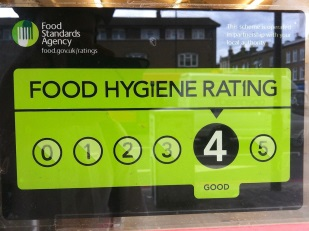 Food
Standards
Agency
food.gov.uk/ratings
FOOD HYGIENE RATING
0 1 2 3 4 5
GOOD